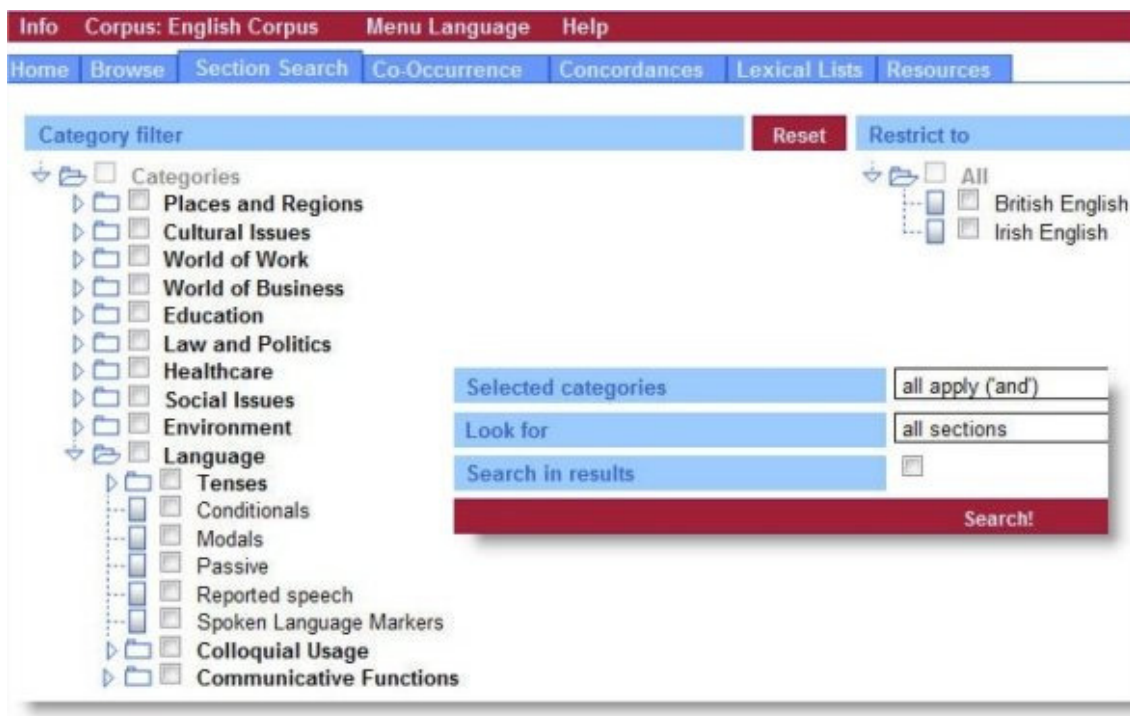 Info Corpus: English Corpus Menu Language Help
Home Browse Section Search Co-Occurrence Concordances Lexical Lists Resources
Category filter Reset Restrict to
Categories All
Places and Regions British English
Cultural Issues Irish English
World of Work
World of Business
Education
Law and Politics
Healthcare
Social Issues
Environment
Language
Tenses
Conditionals
Modals
Passive
Reported speech
Spoken Language Markers
Colloquial Usage
Communicative Functions
Selected categories all apply ('and')
Look for all sections
Search in results
Search!